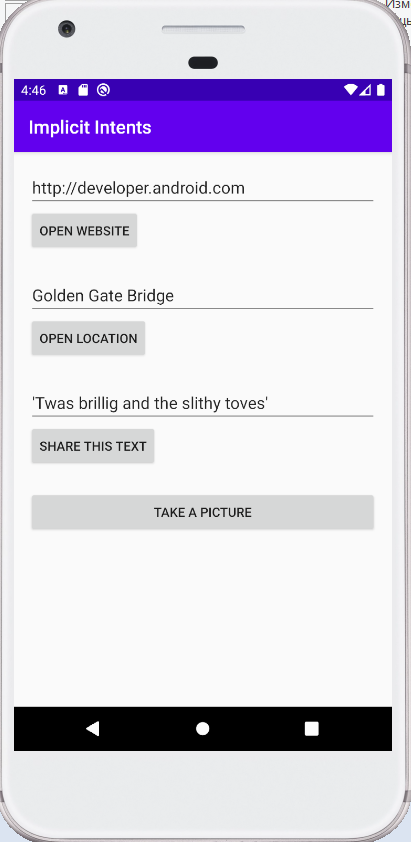 Изм
4:46
Implicit Intents
http://developer.android.com
OPEN WEBSITE
Golden Gate Bridge
OPEN LOCATION
'Twas brillig and the slithy toves'
SHARE THIS TEXT
TAKE A PICTURE